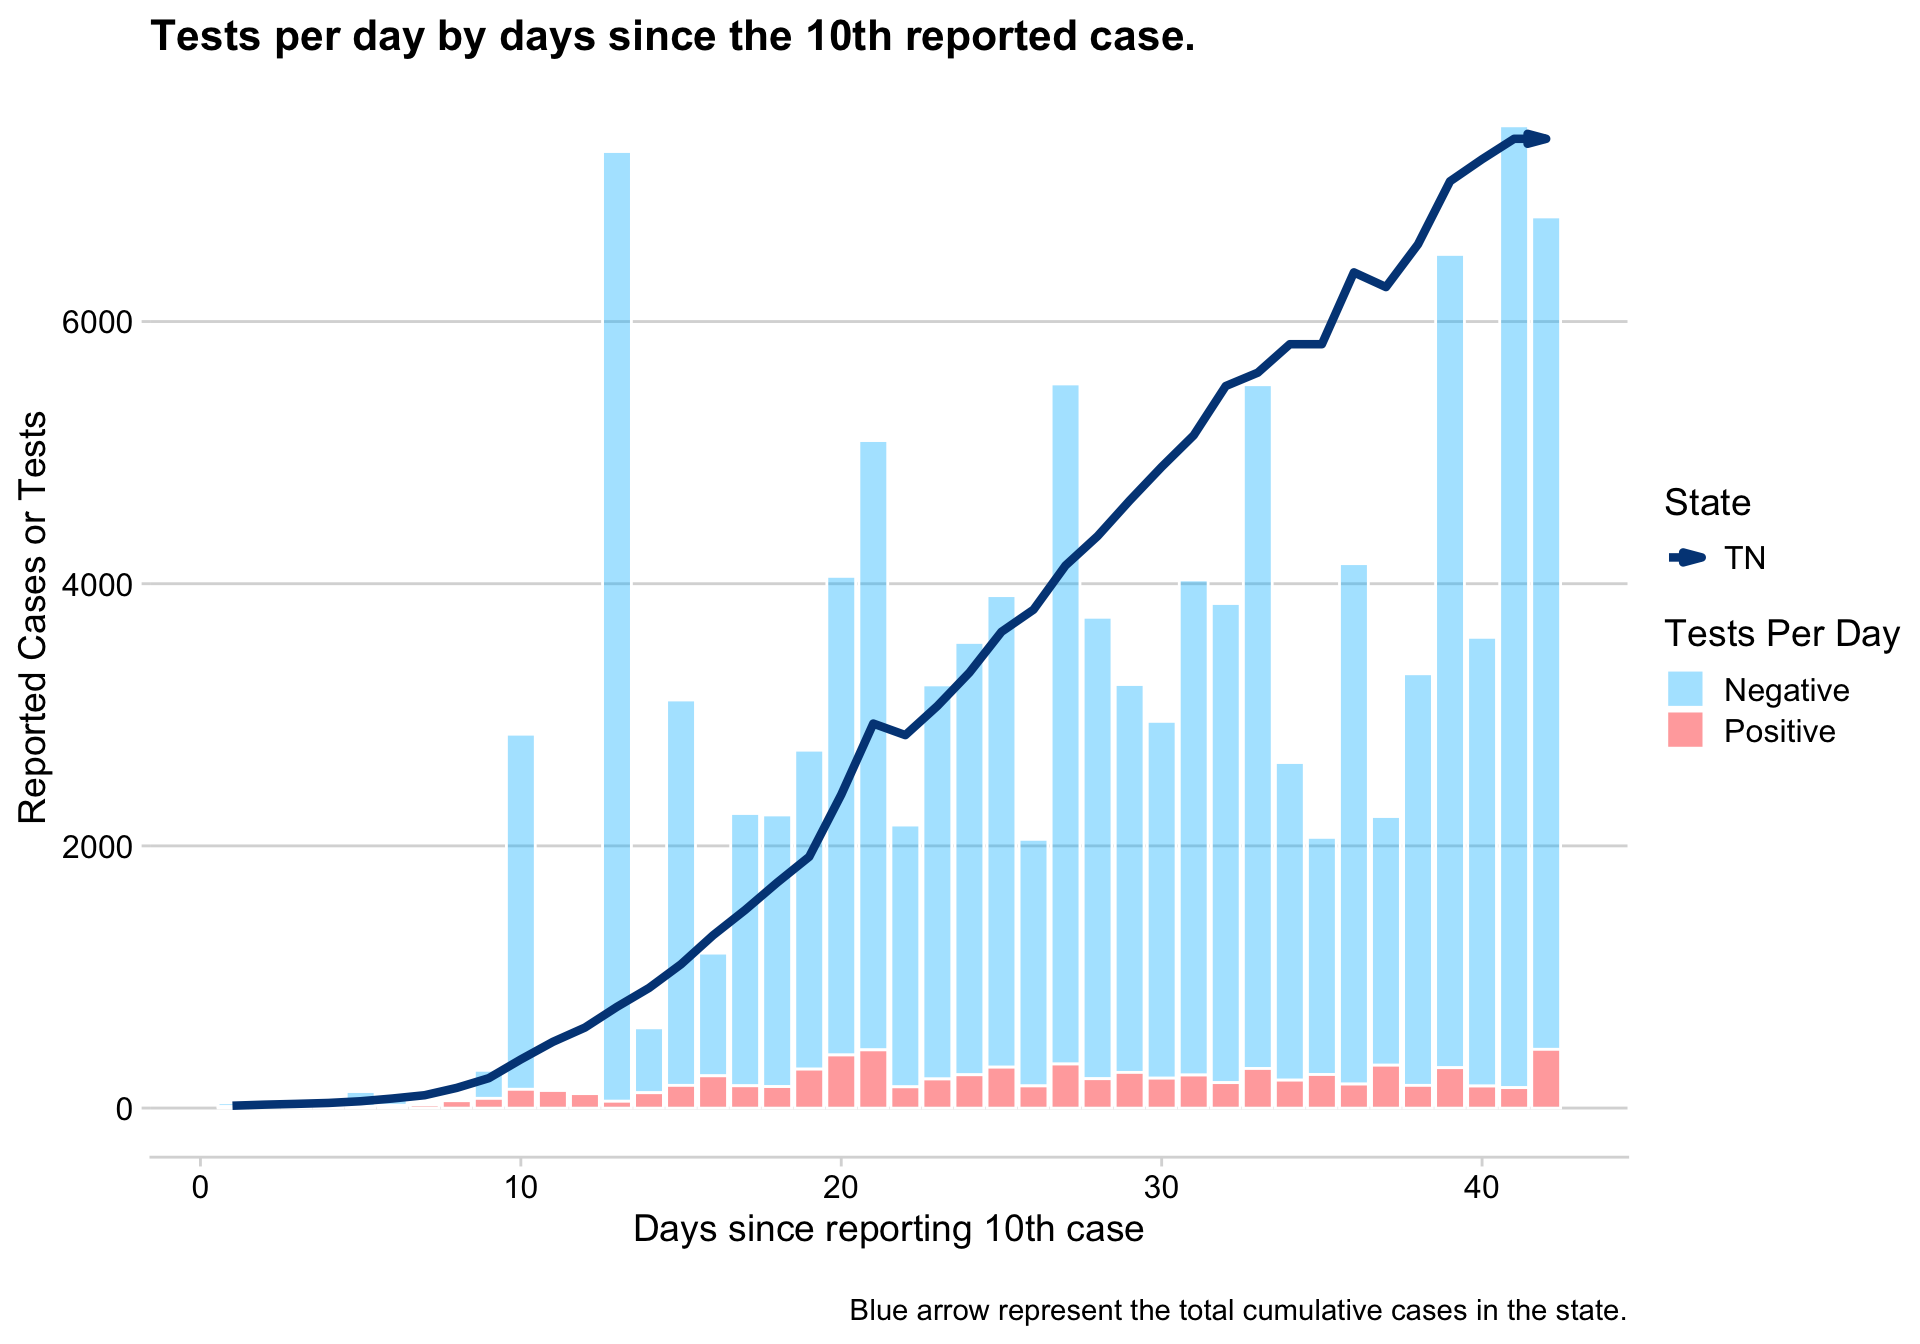 Tests per day by days since the 10th reported case.
Reported Cases or Tests
6000
4000
2000
0
0 10 20 30 40
Days since reporting 10th case
State
TN
Tests Per Day
Negative
Positive
Blue arrow represent the total cumulative cases in the state.